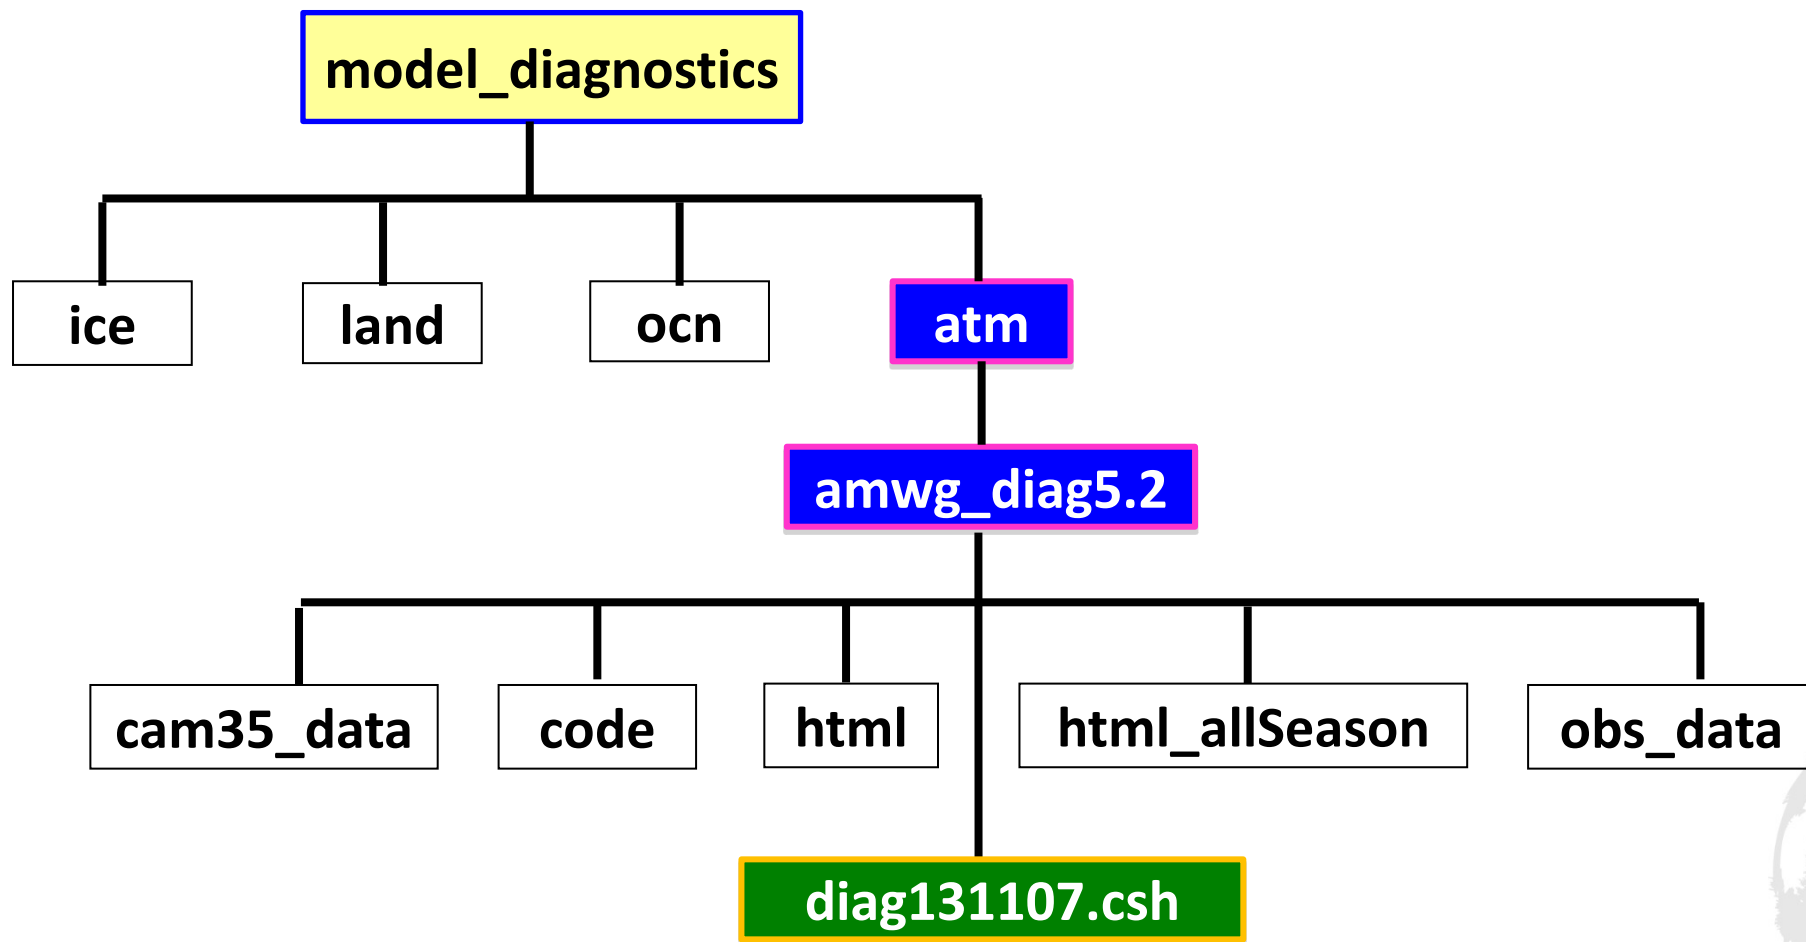 model_diagnostics
ice
land
ocn
atm
amwg_diag5.2
cam35_data
code
html
html_allSeason
obs_data
diag131107.csh